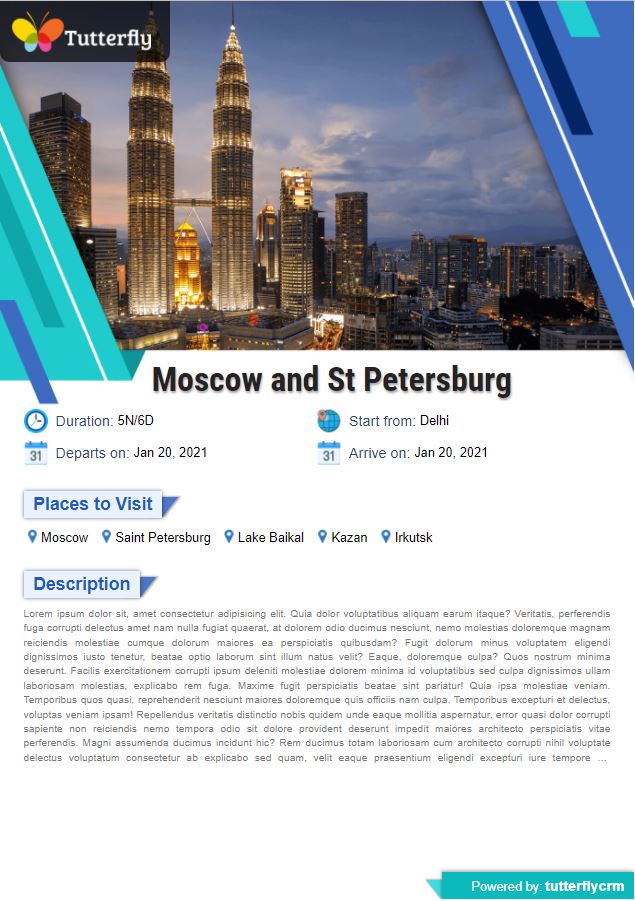 Tutterfly
Moscow and St Petersburg
Duration: 5N/6D
Start from: Delhi
31 Departs on: Jan 20, 2021
31 Arrive on: Jan 20, 2021
Places to Visit
Moscow Saint Petersburg Lake Baikal Kazan Irkutsk
Description
Lorem ipsum dolor sit, amet consectetur adipisicing elit. Quia dolor voluptatibus aliquam earum itaque? Veritatis, perferendis
fuga corrupti delectus amet nam nulla fugiat quaerat, at dolorem odio ducimus nesciunt, nemo molestias doloremque magnam
reiciendis molestiae cumque dolorum maiores ea perspiciatis quibusdam? Fugit dolorum minus voluptatem eligendi
dignissimos iusto tenetur, beatae optio laborum sint illum natus velit? Eaque, doloremque culpa? Quos nostrum minima
deserunt. Facilis exercitationem corrupti ipsum deleniti molestiae dolorem minima id voluptatibus sed culpa dignissimos ullam
laboriosam molestias, explicabo rem fuga. Maxime fugit perspiciatis beatae sint pariatur! Quia ipsa molestiae veniam.
Temporibus quos quasi, reprehenderit nesciunt maiores doloremque quis officiis nam culpa. Temporibus excepturi et delectus,
voluptas veniam ipsam! Repellendus veritatis distinctio nobis quidem unde eaque mollitia aspernatur, error quasi dolor corrupti
sapiente non reiciendis nemo tempora odio sit dolore provident deserunt impedit maiores architecto perspiciatis vitae
perferendis. Magni assumenda ducimus incidunt hic? Rem ducimus totam laboriosam cum architecto corrupti nihil voluptate
delectus voluptatum consectetur ab explicabo sed quam, velit eaque praesentium eligendi excepturi iure tempore ...
Powered by: tutterflycrm